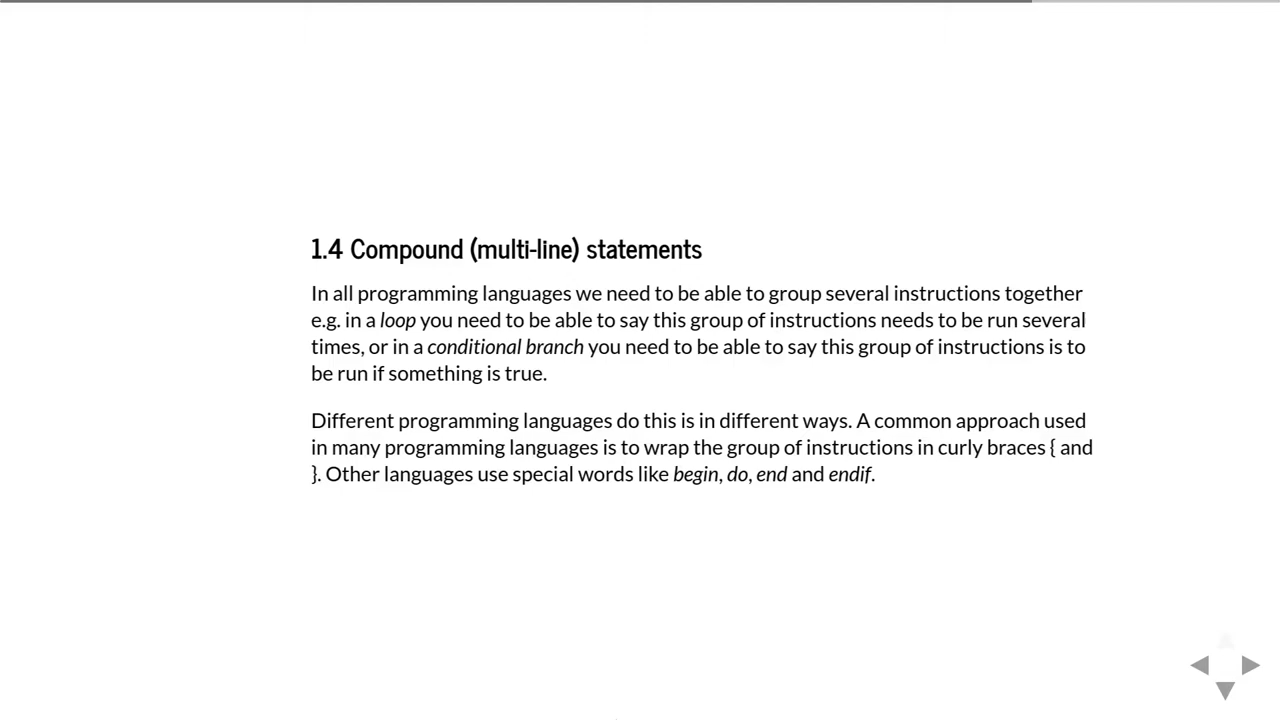 1.4 Compound (multi-line) statements
In all programming languages we need to be able to group several instructions together
e.g. in a loop you need to be able to say this group of instructions needs to be run several
times, or in a conditional branch you need to be able to say this group of instructions is to
be run if something is true.
Different programming languages do this is in different ways. A common approach used
in many programming languages is to wrap the group of instructions in curly braces { and
}. Other languages use special words like begin, do, end and endif.